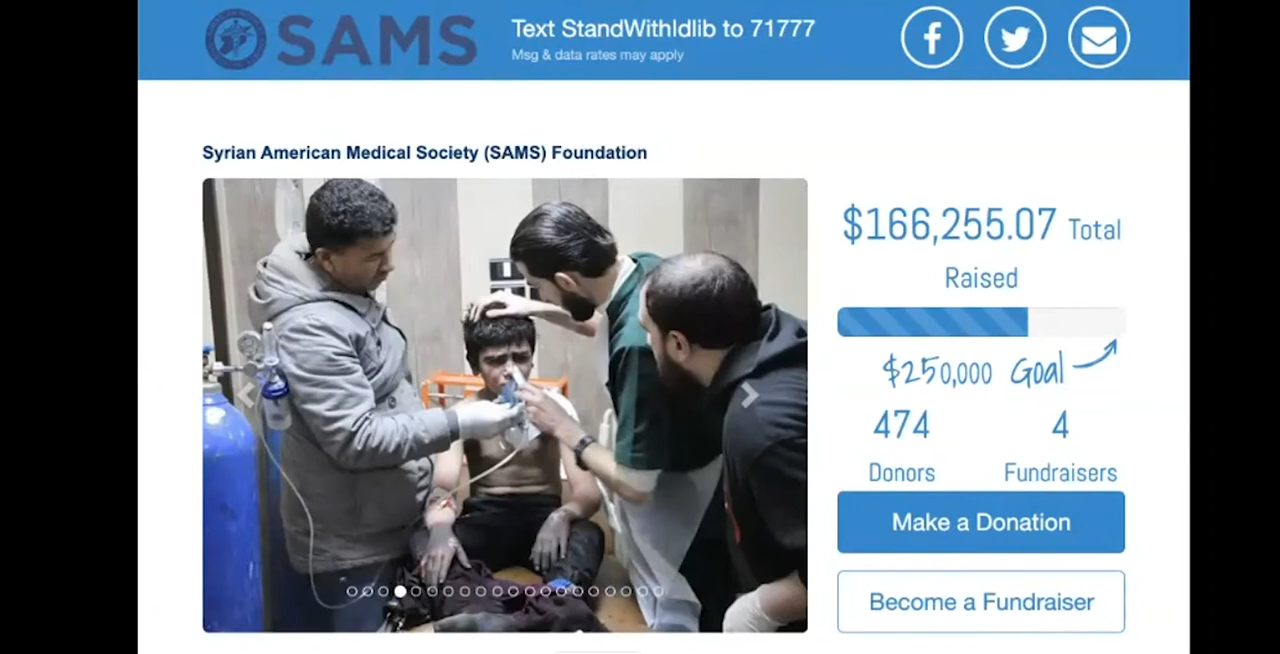 SAMS
Text StandWithIdlib to 71777
Msg & data rates may apply
Syrian American Medical Society (SAMS) Foundation
$166,255.07 Total
Raised
$250,000 Goal
474
Donors
4
Fundraisers
Make a Donation
Become a Fundraiser